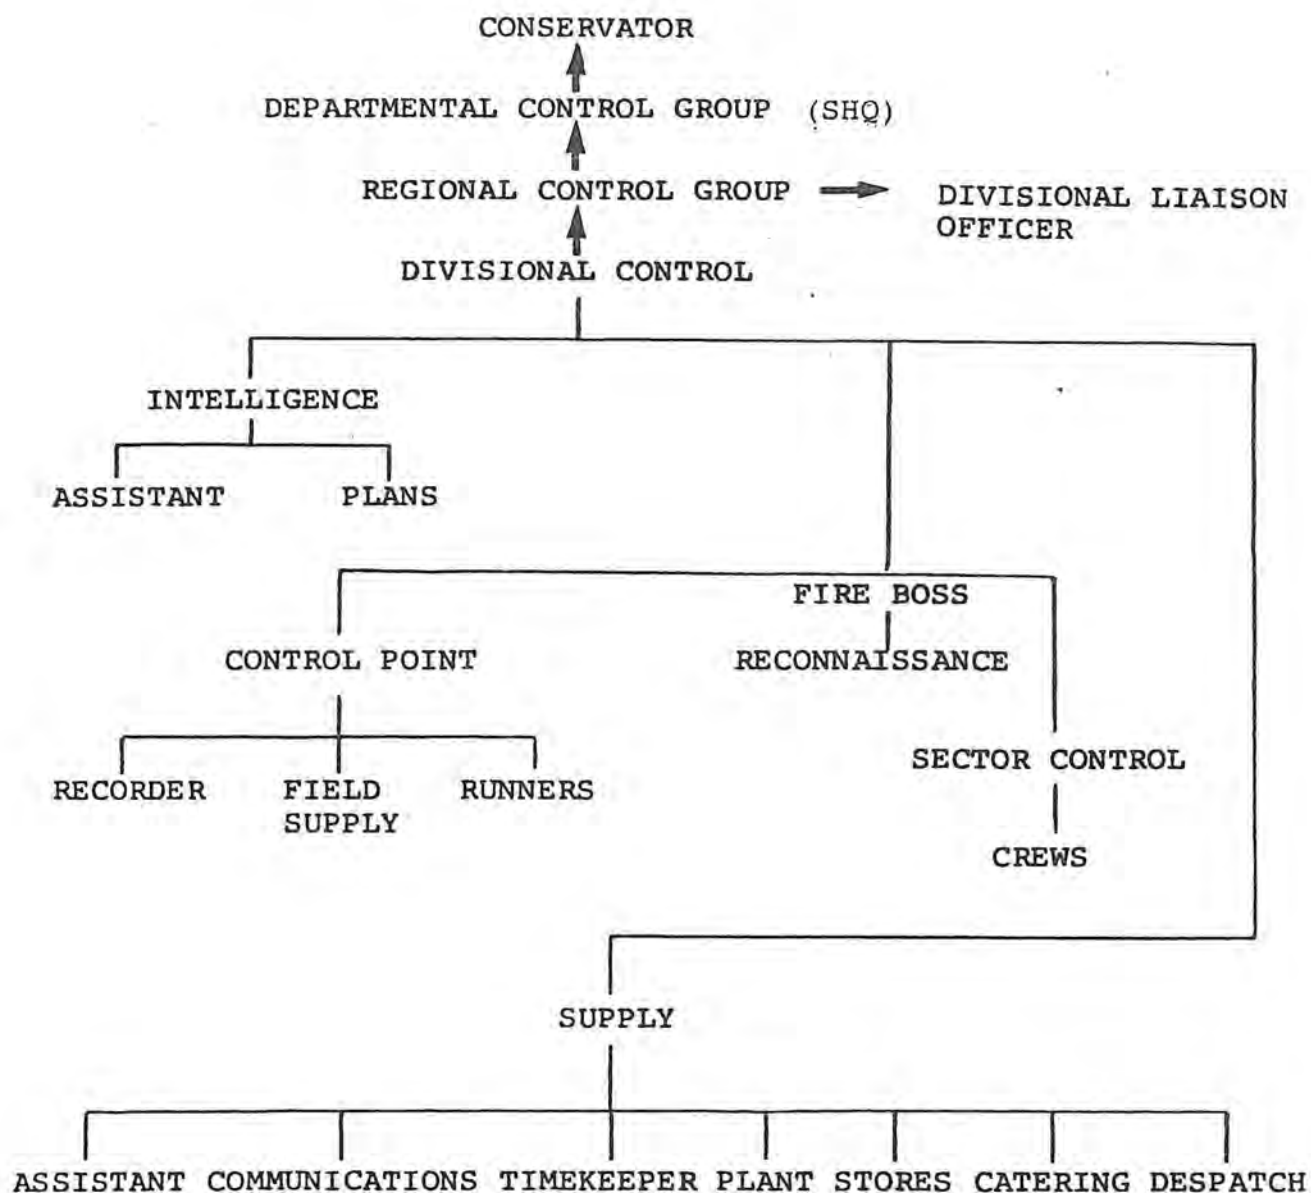 CONSERVATOR
DEPARTMENTAL CONTROL GROUP (SHQ)
REGIONAL CONTROL GROUP
DIVISIONAL LIAISON
OFFICER
DIVISIONAL CONTROL
INTELLIGENCE
ASSISTANT PLANS
FIRE BOSS
CONTROL POINT
RECONNAISSANCE
SECTOR CONTROL
RECORDER FIELD RUNNERS
SUPPLY
CREWS
SUPPLY
ASSISTANT COMMUNICATIONS TIMEKEEPER PLANT STORES CATERING DESPATCH